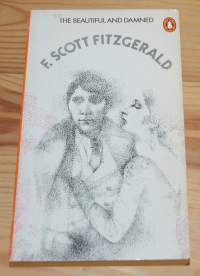 THE BEAUTIFUL AND DAMNED
F. SCOTT FITZGERALD